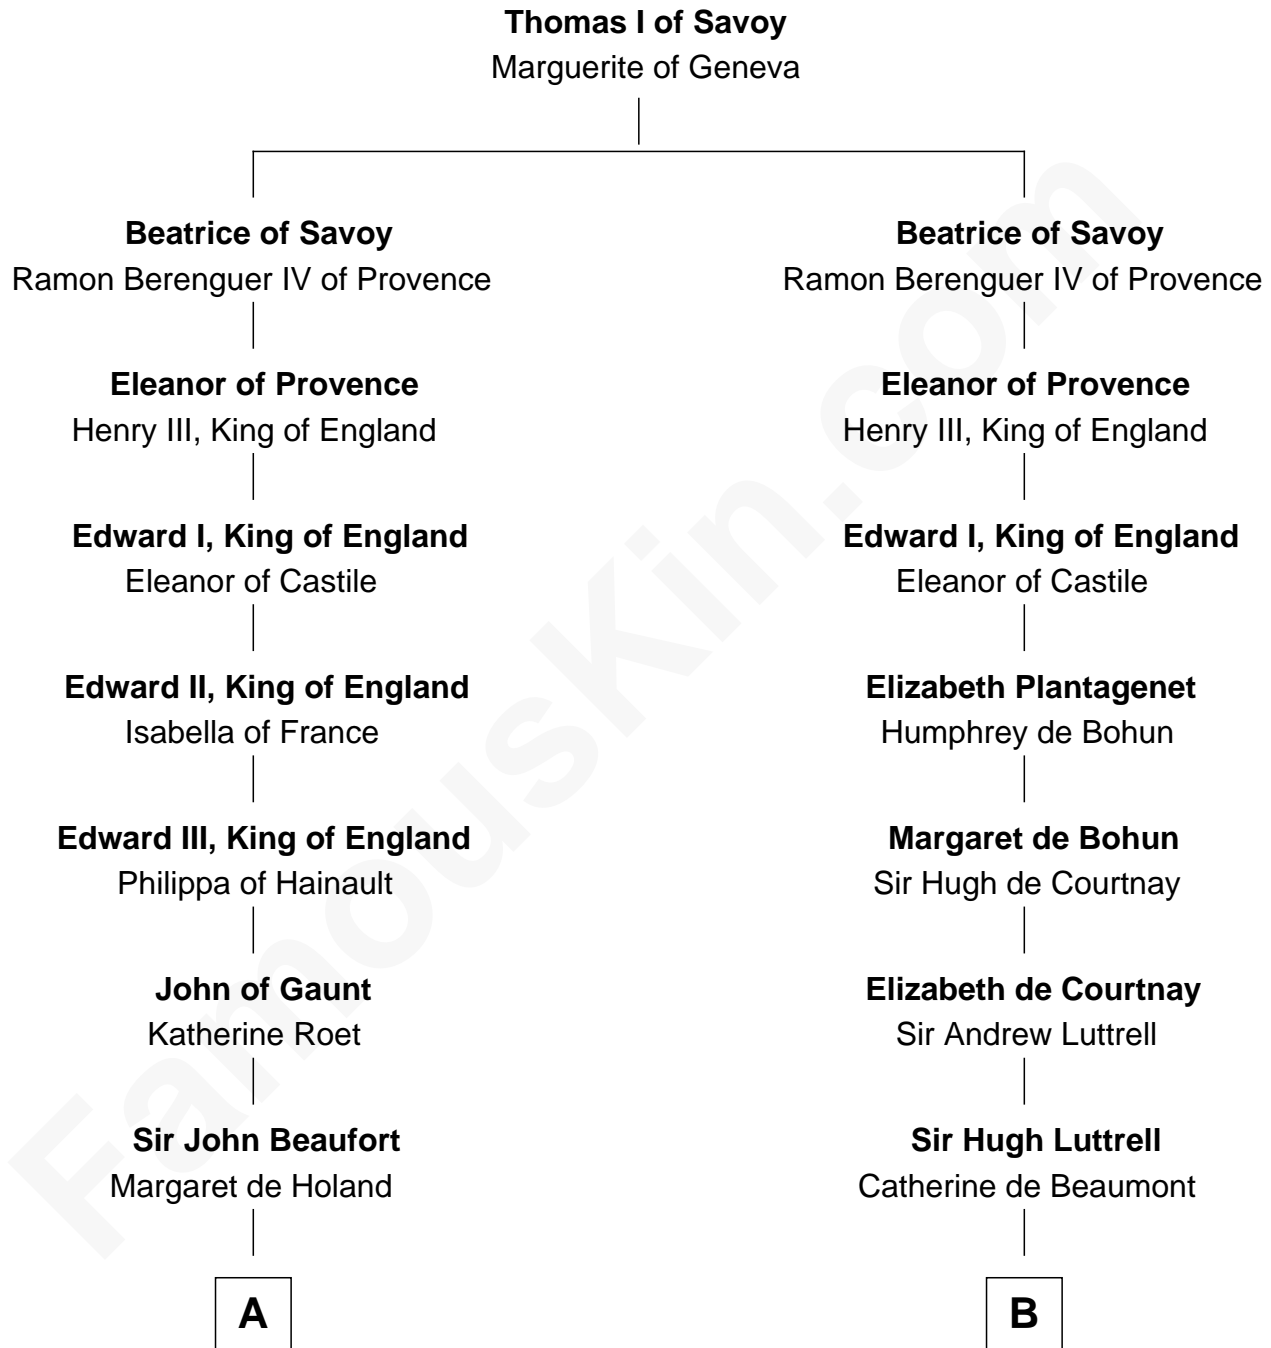 Thomas I of Savoy
Marguerite of Geneva
Beatrice of Savoy
Ramon Berenguer IV of Provence
Eleanor of Provence
Henry III, King of England
Edward I, King of England
Eleanor of Castile
Edward II, King of England
Isabella of France
Edward III, King of England
Philippa of Hainault
John of Gaunt
Katherine Roet
Sir John Beaufort
Margaret de Holand
A
Beatrice of Savoy
Ramon Berenguer IV of Provence
Eleanor of Provence
Henry III, King of England
Edward I, King of England
Eleanor of Castile
Elizabeth Plantagenet
Humphrey de Bohun
Margaret de Bohun
Sir Hugh de Courtnay
Elizabeth de Courtnay
Sir Andrew Luttrell
Sir Hugh Luttrell
Catherine de Beaumont
B
FamousKin.com